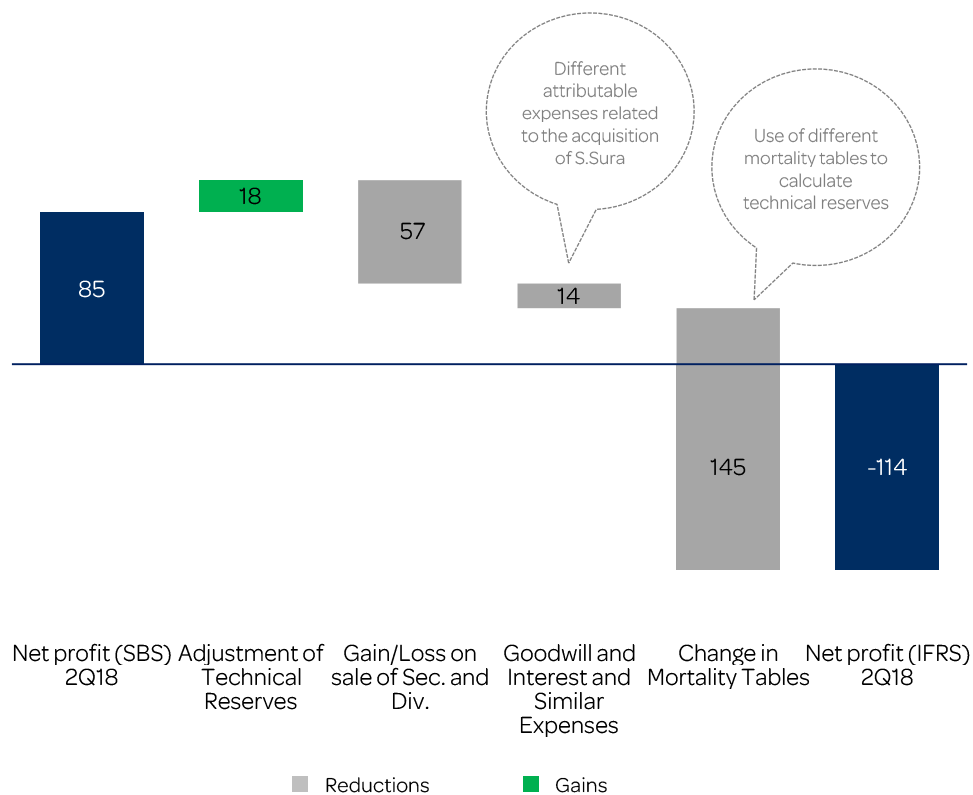 Different
attributable
expenses related
to the acquisition
of S.Sura
Use of different
mortality tables to
calculate
technical reserves
18
57
85
14
145
-114
Net profit (SBS)
2Q18
Adjustment of
Technical
Reserves
Gain/Loss on
sale of Sec. and
Div.
Goodwill and
Interest and
Similar
Expenses
Change in
Mortality Tables
Net profit (IFRS)
2Q18
Reductions
Gains